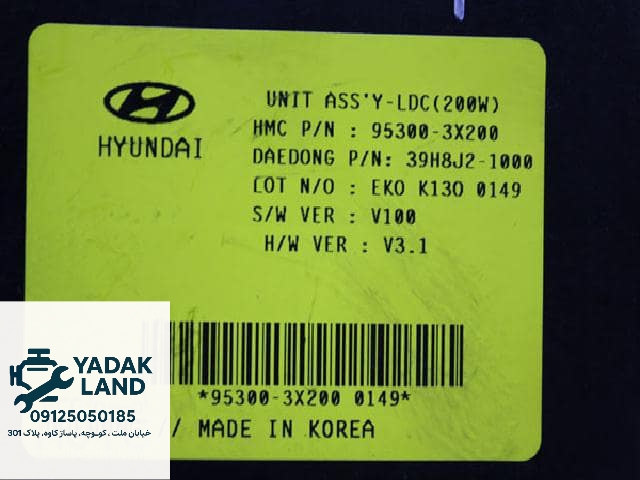 HYUNDAI
UNIT ASS'Y-LDC(200W)
HMC P/N : 95300-3X200
DAEDONG P/N: 39H8J2-1000
LOT N/O : EKO K130 0149
S/W VER : V100
H/W VER : V3.1
*95300-3X200 0149*
// MADE IN KOREA
YADAK
LAND
09125050185
خیابان ملت ، کوچه، پاساژ کاوه، پلاک 301